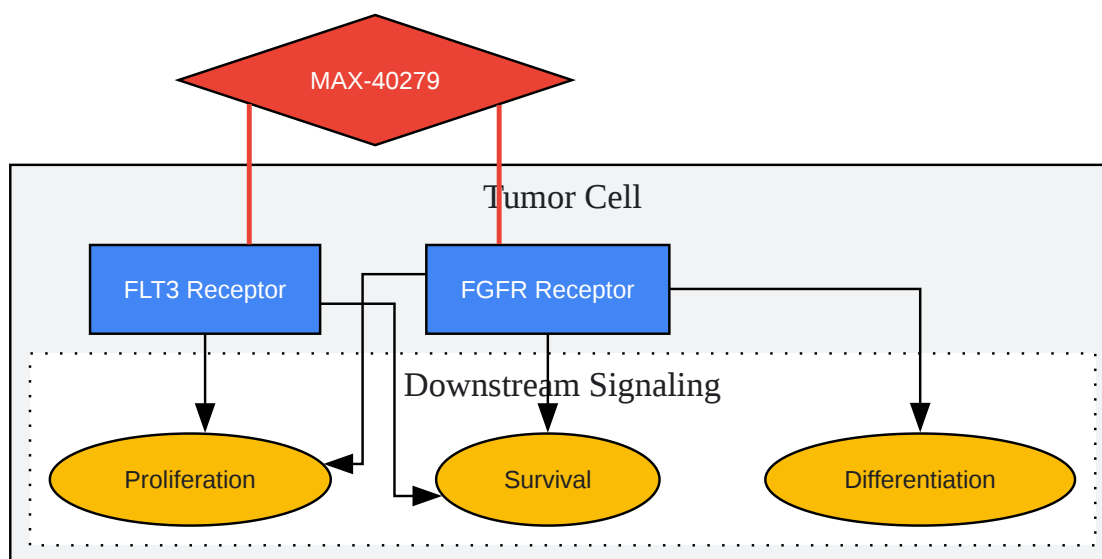 MAX-40279
Tumor Cell
FLT3 Receptor
FGFR Receptor
Downstream Signaling
Proliferation
Survival
Differentiation